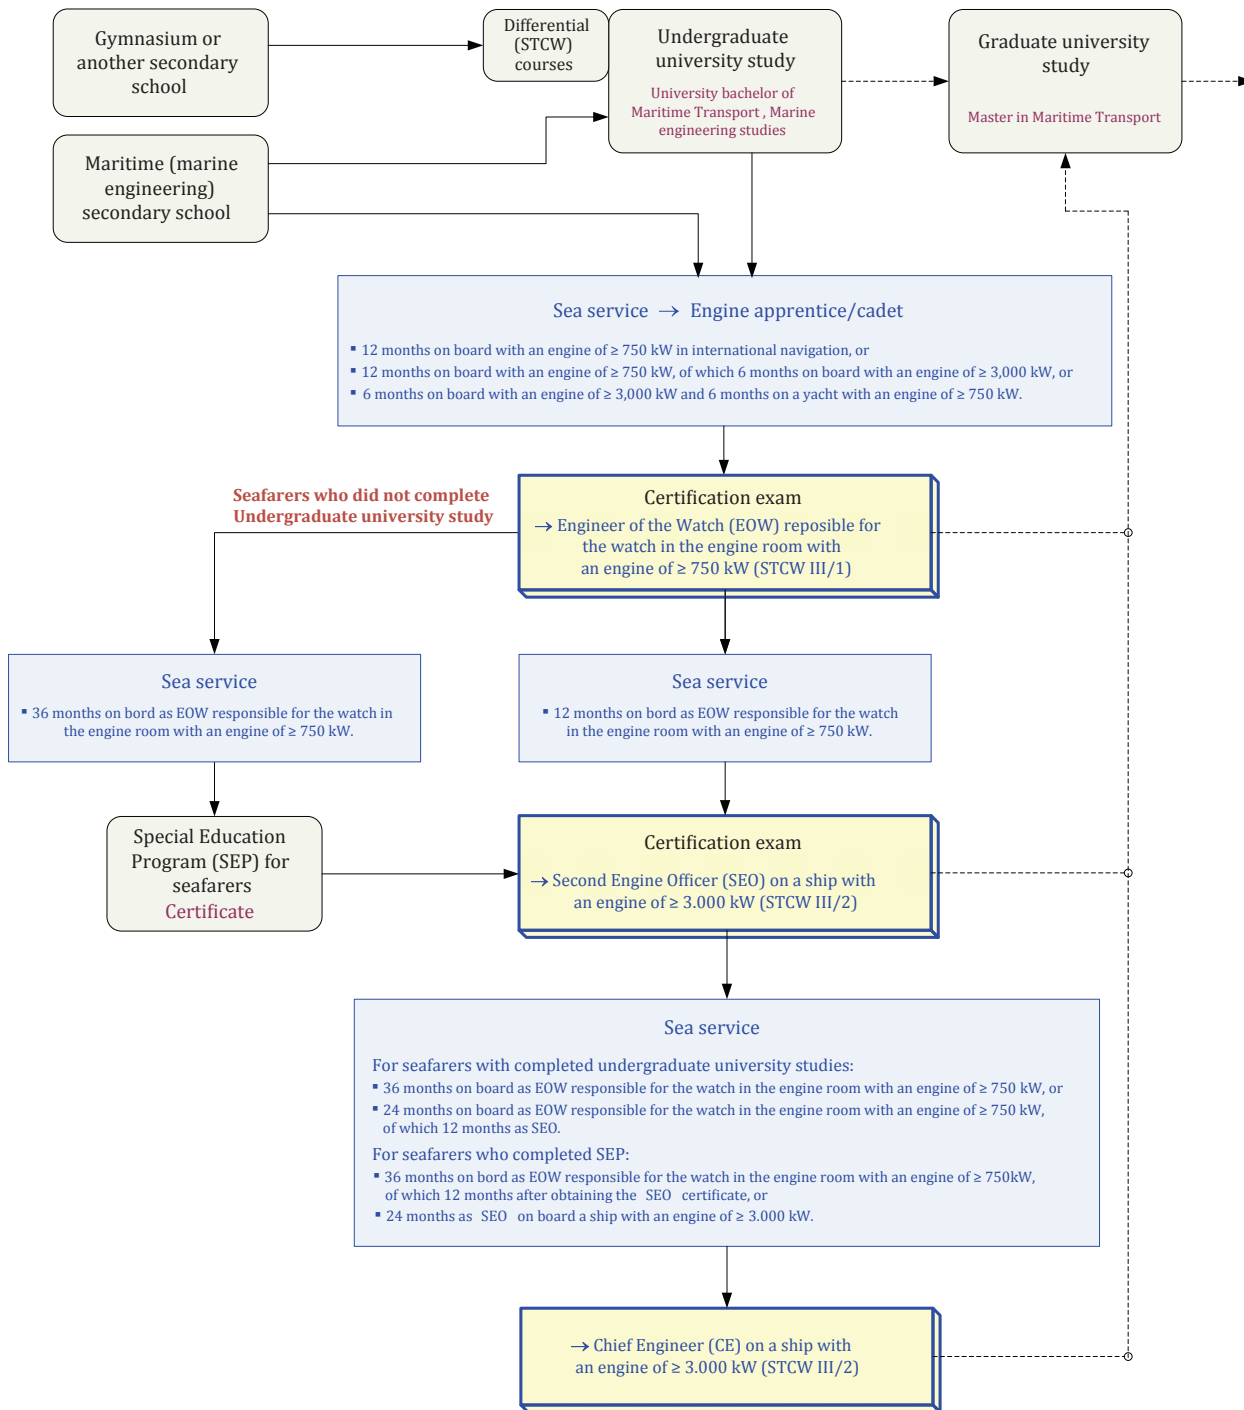 Gymnasium or
another secondary
school
Differential
(STCW)
courses
Undergraduate
university study
University bachelor of
Maritime Transport , Marine
engineering studies
Graduate university
study
Master in Maritime Transport
Maritime (marine
engineering)
secondary school
Sea service → Engine apprentice/cadet
▪ 12 months on board with an engine of ≥ 750 kW in international navigation, or
▪ 12 months on board with an engine of ≥ 750 kW, of which 6 months on board with an engine of ≥ 3,000 kW, or
▪ 6 months on board with an engine of ≥ 3,000 kW and 6 months on a yacht with an engine of ≥ 750 kW.
Seafarers who did not complete
Undergraduate university study
Certification exam
→ Engineer of the Watch (EOW) reposible for
the watch in the engine room with
an engine of ≥ 750 kW (STCW III/1)
Sea service
▪ 36 months on bord as EOW responsible for the watch in
the engine room with an engine of ≥ 750 kW.
Sea service
▪ 12 months on bord as EOW responsible for the watch
in the engine room with an engine of ≥ 750 kW.
Special Education
Program (SEP) for
seafarers
Certificate
Certification exam
→ Second Engine Officer (SEO) on a ship with
an engine of ≥ 3.000 kW (STCW III/2)
Sea service
For seafarers with completed undergraduate university studies:
▪ 36 months on board as EOW responsible for the watch in the engine room with an engine of ≥ 750 kW, or
▪ 24 months on board as EOW responsible for the watch in the engine room with an engine of ≥ 750 kW,
of which 12 months as SEO.
For seafarers who completed SEP:
▪ 36 months on bord as EOW responsible for the watch in the engine room with an engine of ≥ 750kW,
of which 12 months after obtaining the SEO certificate, or
▪ 24 months as SEO on board a ship with an engine of ≥ 3.000 kW.
→ Chief Engineer (CE) on a ship with
an engine of ≥ 3.000 kW (STCW III/2)